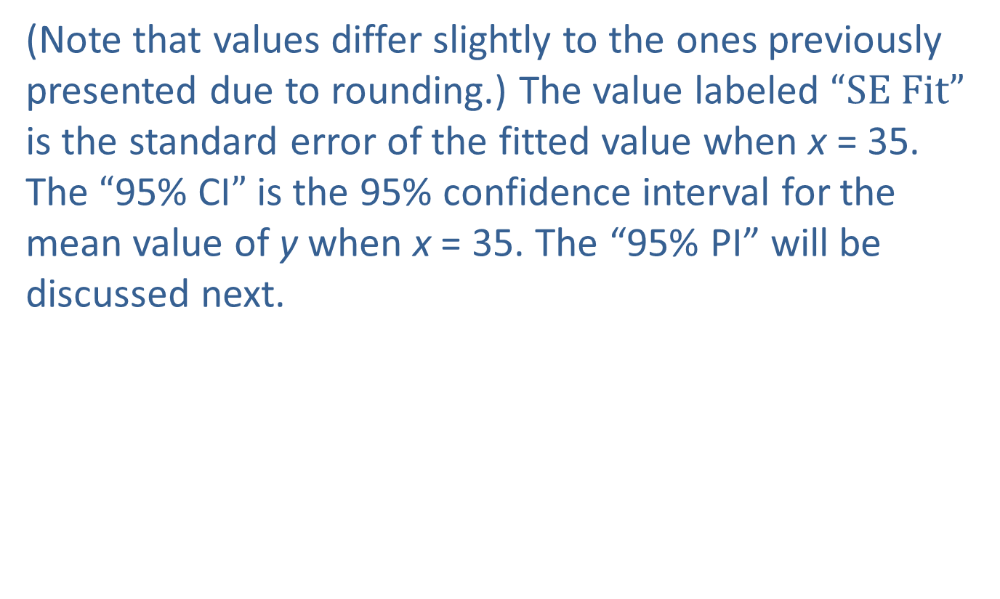 (Note that values differ slightly to the ones previously
presented due to rounding.) The value labeled “SE Fit”
is the standard error of the fitted value when x = 35.
The “95% CI” is the 95% confidence interval for the
mean value of y when x = 35. The “95% PI” will be
discussed next.